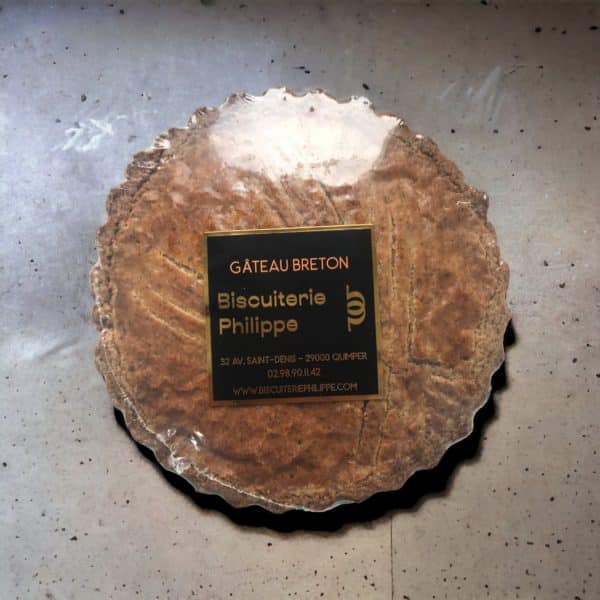 GÂTEAU BRETON
Biscuiterie
Philippe
32 AV. SAINT-DENIS - 29000 QUIMPER
02.98.90.11.42
WWW.BISCUITERIEPHILIPPE.COM